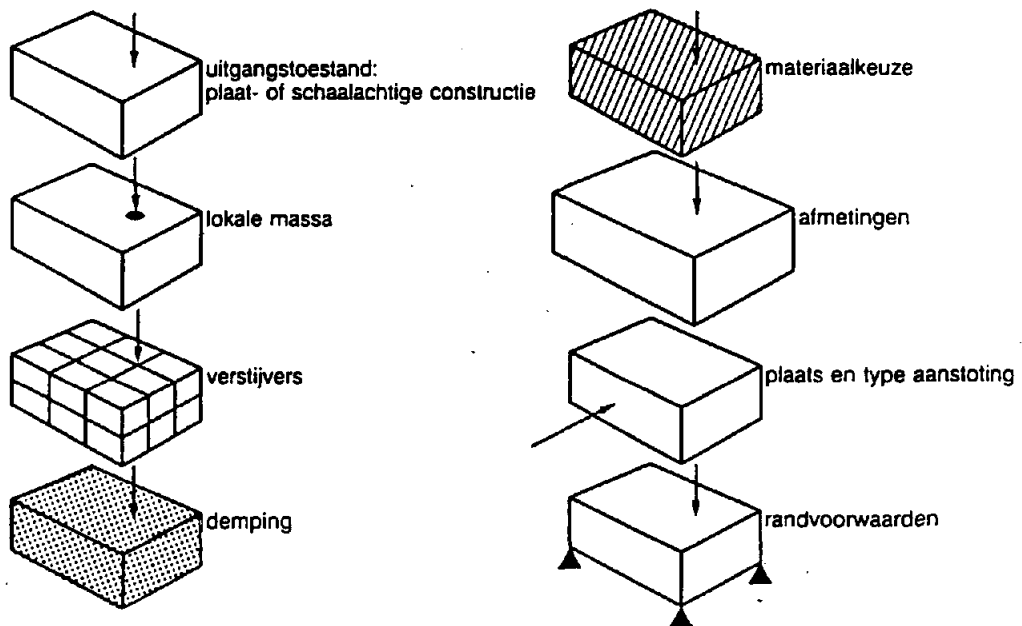 uitgangstoestand:
plaat- of schaalachtige constructie
lokale massa
verstijvers
demping
materiaalkeuze
afmetingen
plaats en type aanstoting
randvoorwaarden